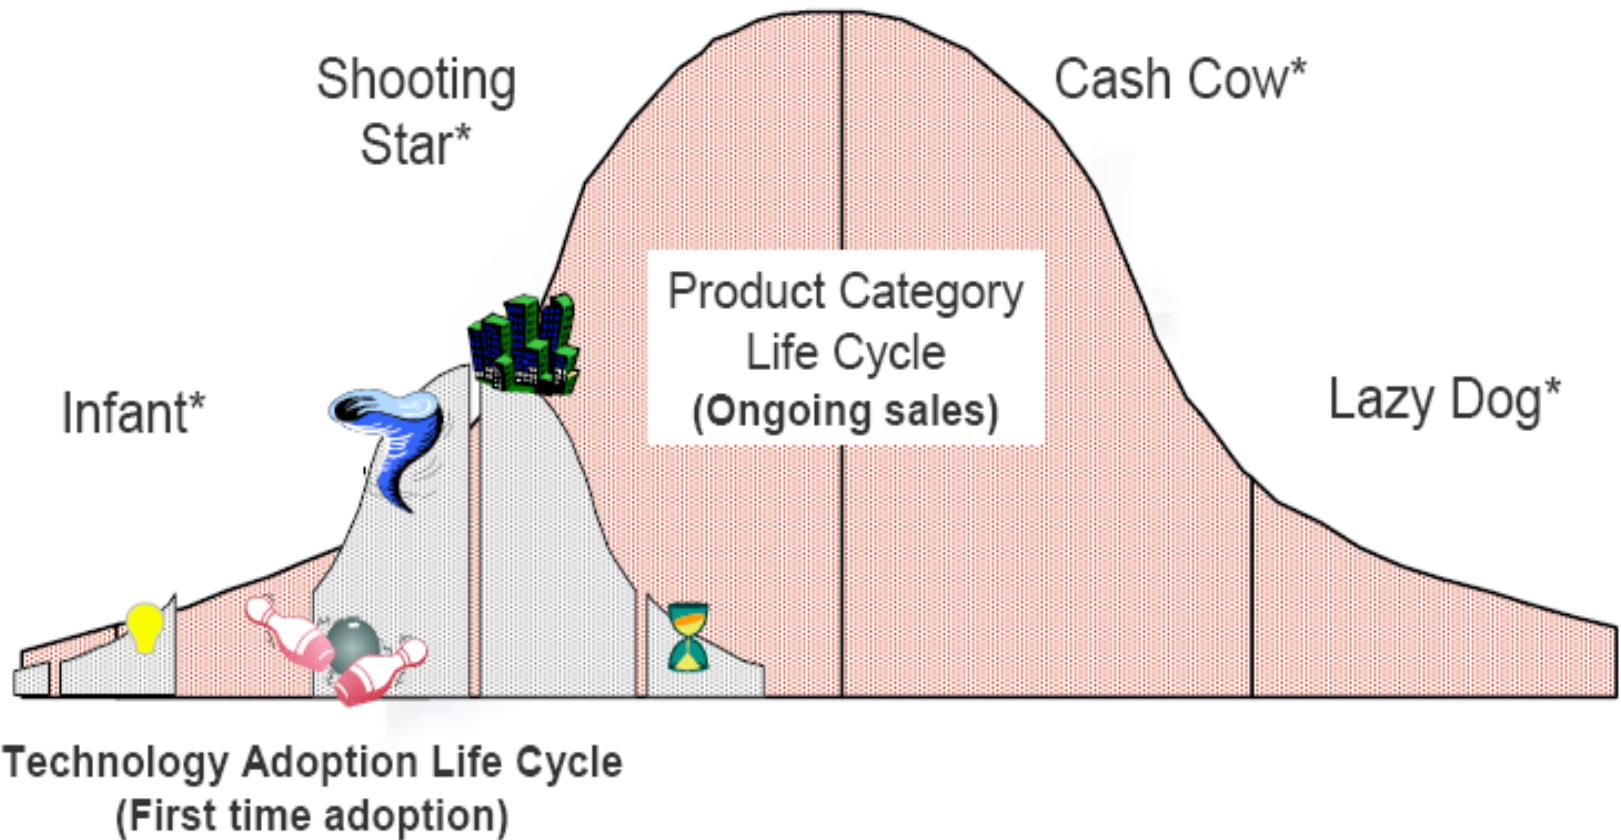 Shooting
Star*
Cash Cow*
Product Category
Life Cycle
(Ongoing sales)
Infant*
Lazy Dog*
Technology Adoption Life Cycle
(First time adoption)